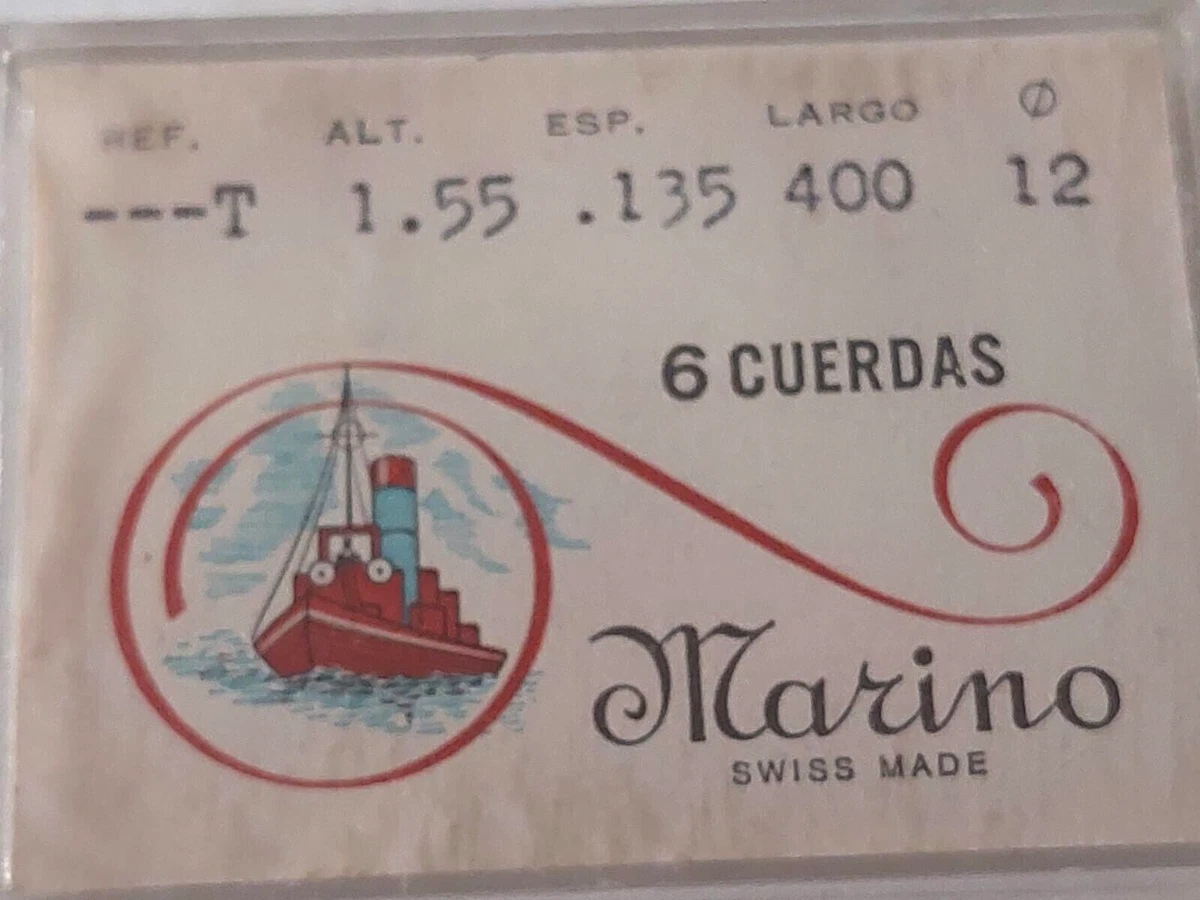 REF. ALT. ESP. LARGO Ø
---T 1.55 .135 400 12
6 CUERDAS
Marino
SWISS MADE